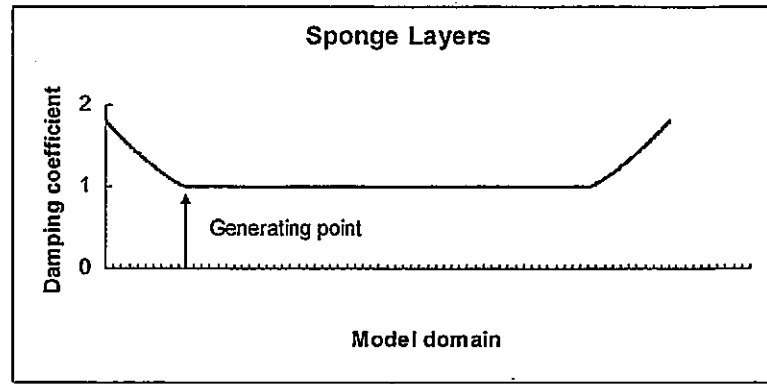 Sponge Layers
Damping coefficient
2
1
0
Generating point
Model domain